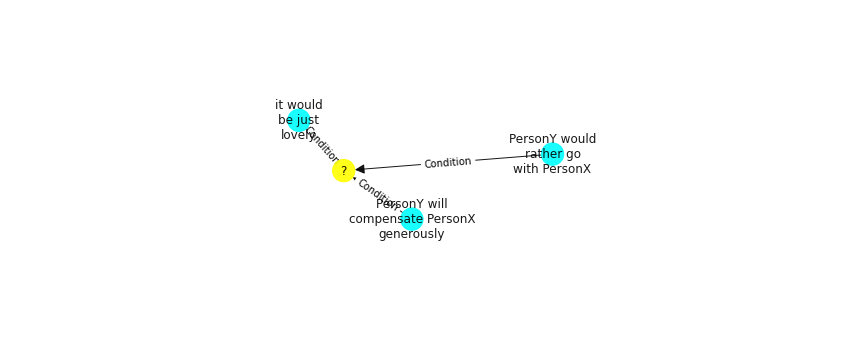 it would
be just
lovely
Condition
PersonY would
rather go
with PersonX
Condition
?
Condition
PersonY will
compensate PersonX
generously